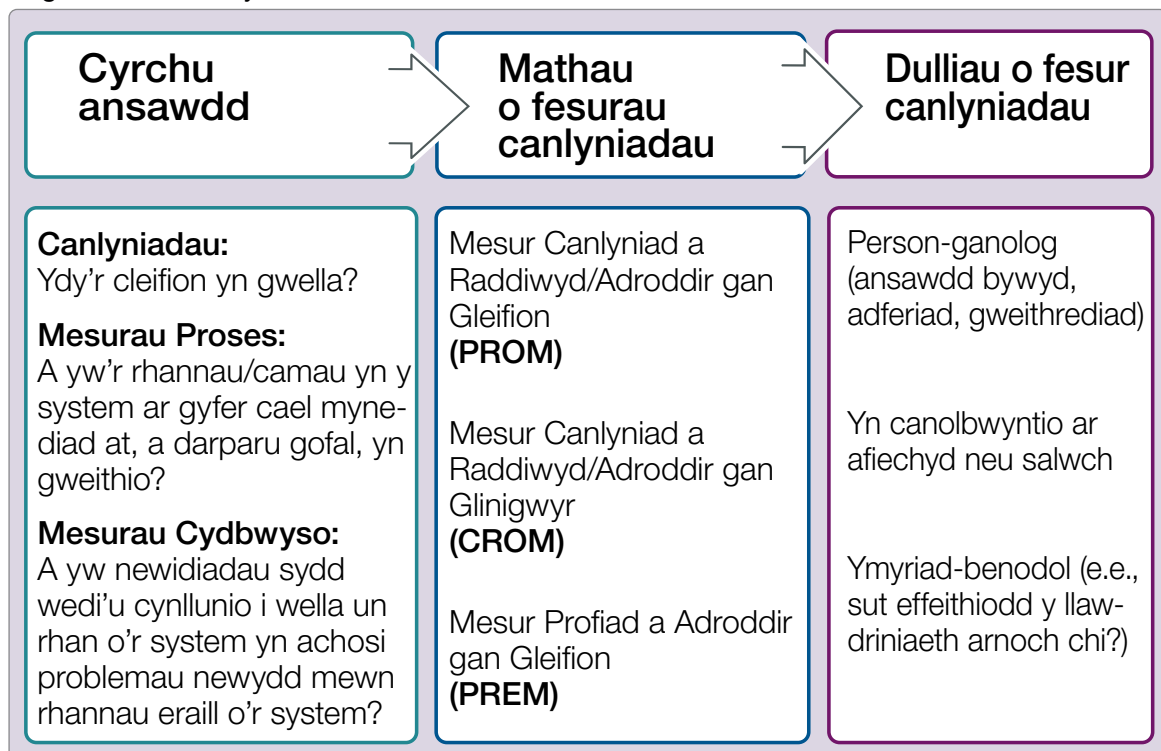 Cyrchu
ansawdd
Mathau
o fesurau
canlyniadau
Dulliau o fesur
canlyniadau
Canlyniadau:
Ydy'r cleifion yn gwella?
Mesurau Proses:
A yw'r rhannau/camau yn y
system ar gyfer cael myne-
diad at, a darparu gofal, yn
gweithio?
Mesurau Cydbwyso:
A yw newidiadau sydd
wedi'u cynllunio i wella un
rhan o'r system yn achosi
problemau newydd mewn
rhannau eraill o'r system?
Mesur Canlyniad a
Raddiwyd/Adroddir gan
Gleifion
(PROM)
Mesur Canlyniad a
Raddiwyd/Adroddir gan
Glinigwyr
(CROM)
Mesur Profiad a Adroddir
gan Gleifion
(PREM)
Person-ganolog
(ansawdd bywyd,
adferiad, gweithrediad)
Yn canolbwyntio ar
afiechyd neu salwch
Ymyriad-benodol (e.e.,
sut effeithiodd y llaw-
driniaeth arnoch chi?)